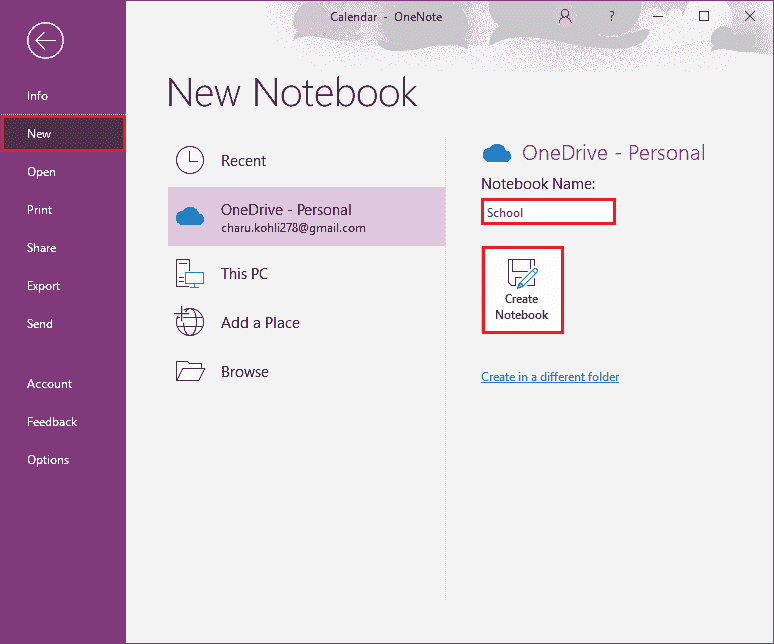 Calendar - OneNote
?
Info
New
Open
Print
Share
Export
Send
Account
Feedback
Options
New Notebook
Recent
OneDrive - Personal
charu.kohli278@gmail.com
This PC
Add a Place
Browse
OneDrive - Personal
Notebook Name:
School
Create
Notebook
Create in a different folder